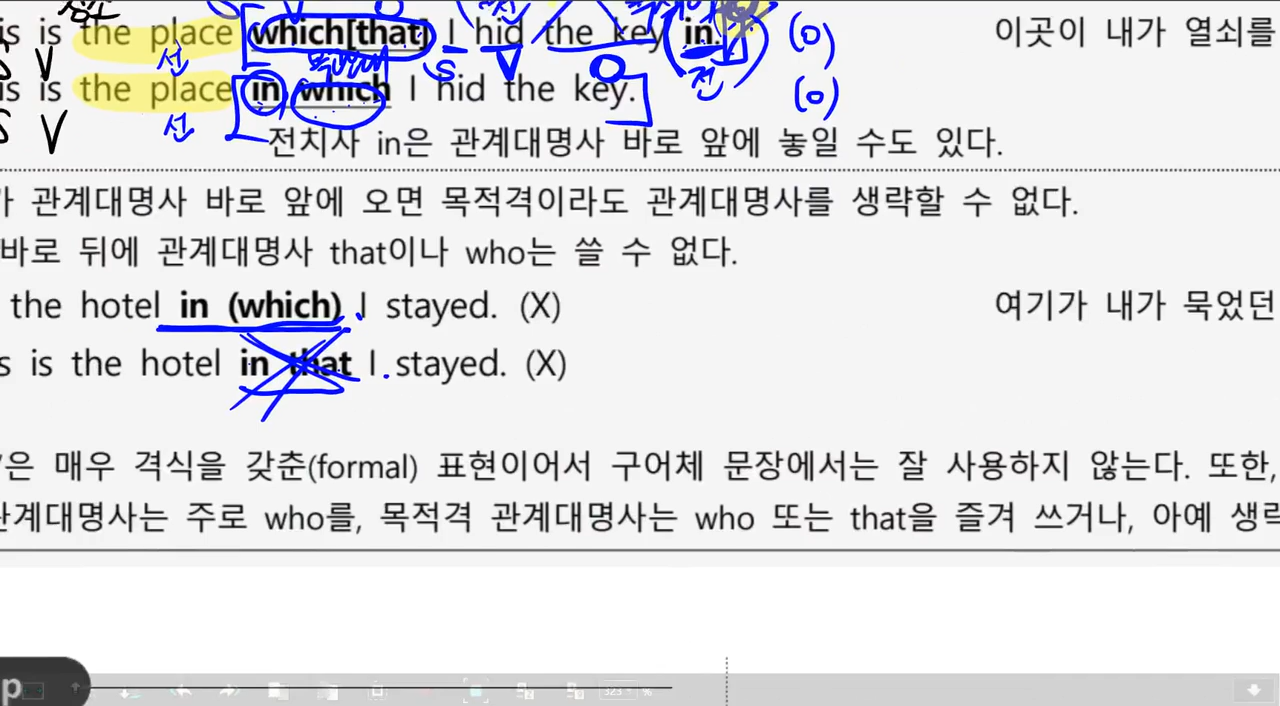 is is the place which[that] I hid the key in. (O) 이곳이 내가 열쇠를
선 S V O 전
is is the place in which I hid the key. (O)
S V 선
전치사 in은 관계대명사 바로 앞에 놓일 수도 있다.
가 관계대명사 바로 앞에 오면 목적격이라도 관계대명사를 생략할 수 없다.
바로 뒤에 관계대명사 that이나 who는 쓸 수 없다.
the hotel in (which) I stayed. (X) 여기가 내가 묵었던
s is the hotel in that I stayed. (X)
은 매우 격식을 갖춘(formal) 표현이어서 구어체 문장에서는 잘 사용하지 않는다. 또한,
관계대명사는 주로 who를, 목적격 관계대명사는 who 또는 that을 즐겨 쓰거나, 아예 생략
p
323 %